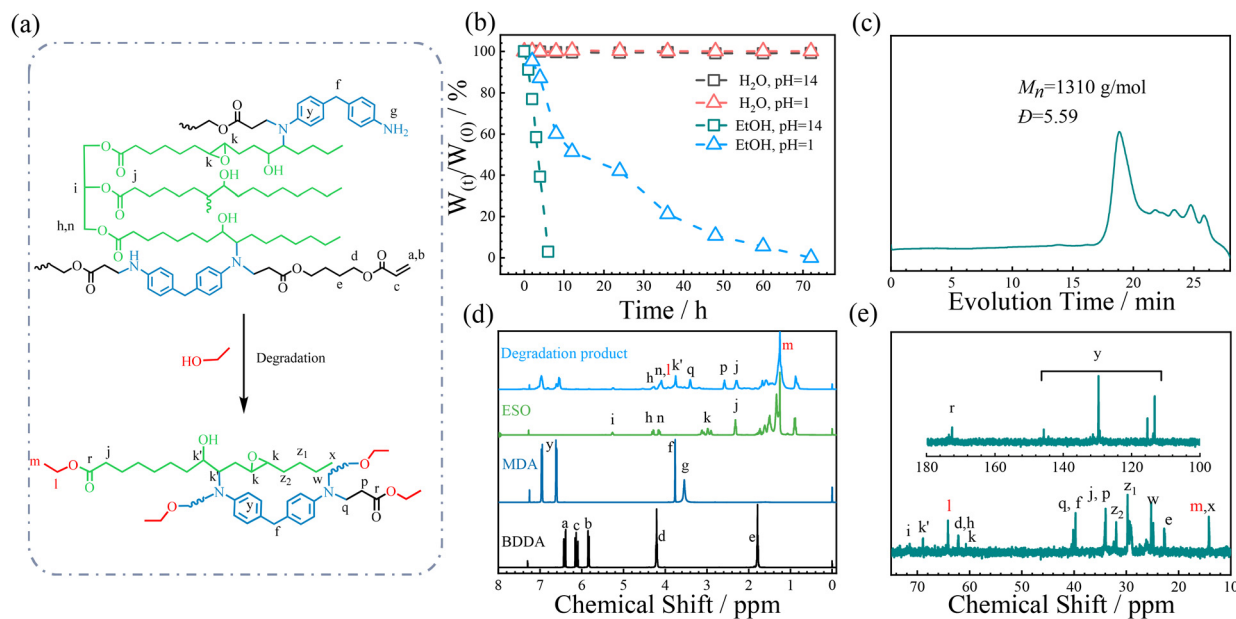 (a)
f
g
y
O
O
N
NH₂
k
O
O
k
O
OH
j
OH
i
O
O
OH
h,n
O
O
H
N
N
O
O
O
O
d
e
O
O
a,b
c
HO
Degradation
OH
m
O
r
j
k'
O
k
z₁
x
l
O
k'
k
z₂
w
O
p
O
N
N
r
O
y
q
O
f
(b)
W(t)/W(0) / %
100
80
60
40
20
0
H₂O, pH=14
H₂O, pH=1
EtOH, pH=14
EtOH, pH=1
0 10 20 30 40 50 60 70
Time / h
(c)
Mn=1310 g/mol
Đ=5.59
0 5 10 15 20 25
Evolution Time / min
(d)
Degradation product
h n,l k' q p j m
ESO
i h n k j
MDA
y f g
BDDA
a c b d e
8 7 6 5 4 3 2 1 0
Chemical Shift / ppm
(e)
y
r
180 160 140 120 100
i k' l d,h k q, f j, p z₂ z₁ w e m,x
70 60 50 40 30 20 10
Chemical Shift / ppm